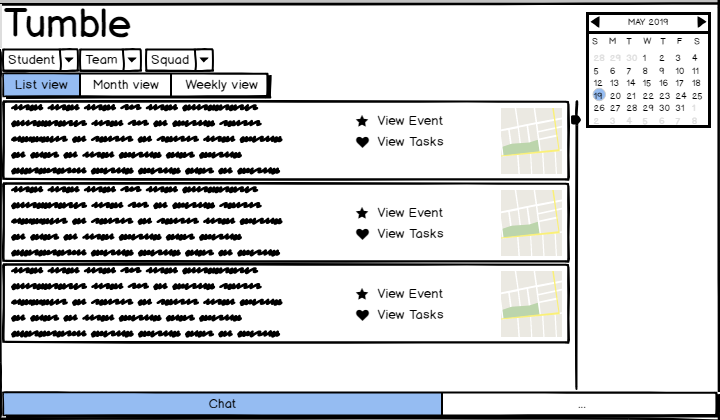 Tumble
Student Team Squad
List view Month view Weekly view
View Event
View Tasks
View Event
View Tasks
View Event
View Tasks
MAY 2019
S M T W T F S
28 29 30 1 2 3 4
5 6 7 8 9 10 11
12 13 14 15 16 17 18
19 20 21 22 23 24 25
26 27 28 29 30 31 1
2 3 4 5 6 7 8
Chat ...